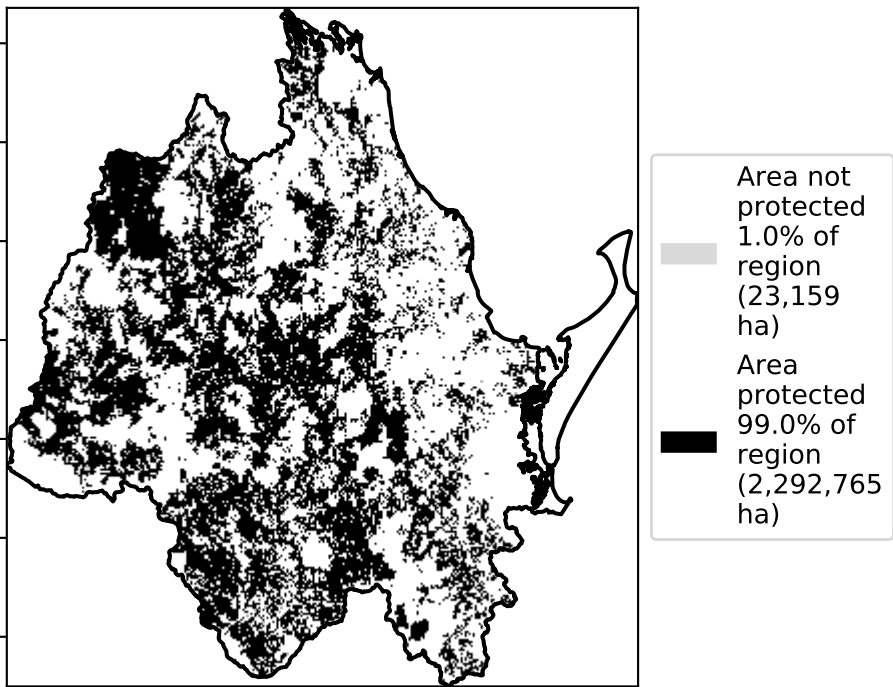 Area not
protected
1.0% of
region
(23,159
ha)
Area
protected
99.0% of
region
(2,292,765
ha)